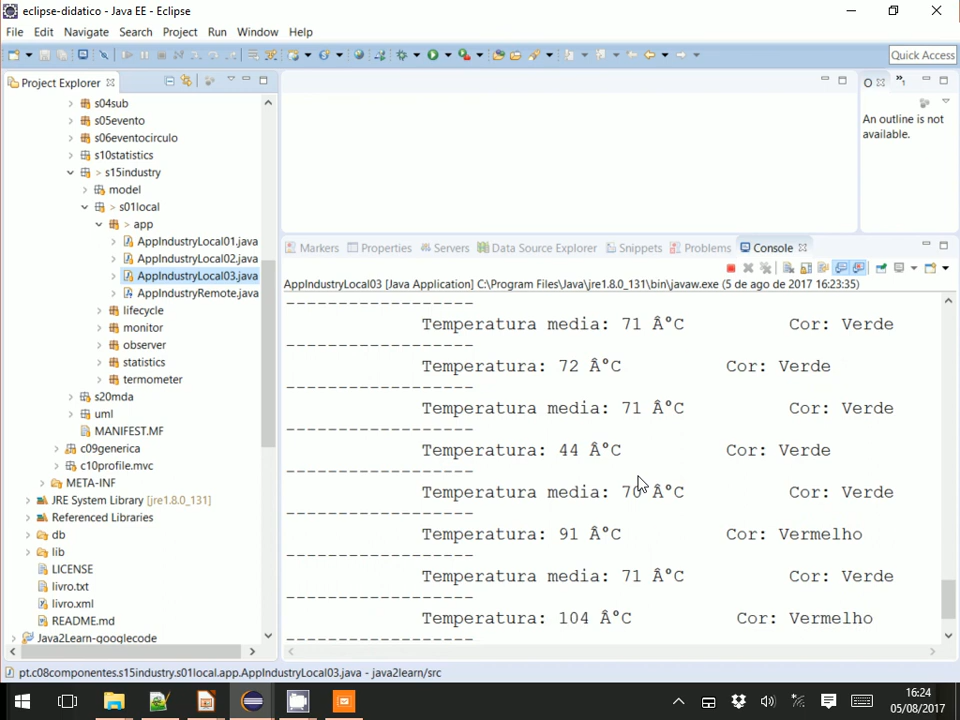 eclipse-didatico - Java EE - Eclipse
File Edit Navigate Search Project Run Window Help
Quick Access
Project Explorer
s04sub
s05evento
s06eventocirculo
s10statistics
> s15industry
model
> s01local
> app
AppIndustryLocal01.java
AppIndustryLocal02.java
AppIndustryLocal03.java
AppIndustryRemote.java
lifecycle
monitor
observer
statistics
termometer
s20mda
uml
MANIFEST.MF
c09generica
c10profile.mvc
META-INF
JRE System Library [jre1.8.0_131]
Referenced Libraries
db
lib
LICENSE
livro.txt
livro.xml
README.md
Java2Learn-googlecode
O
»1
An outline is not
available.
Markers Properties Servers Data Source Explorer Snippets Problems Console
AppIndustryLocal03 [Java Application] C:\Program Files\Java\jre1.8.0_131\bin\javaw.exe (5 de ago de 2017 16:23:35)
------------------
Temperatura media: 71 Â°C Cor: Verde
------------------
Temperatura: 72 Â°C Cor: Verde
------------------
Temperatura media: 71 Â°C Cor: Verde
------------------
Temperatura: 44 Â°C Cor: Verde
------------------
Temperatura media: 70 Â°C Cor: Verde
------------------
Temperatura: 91 Â°C Cor: Vermelho
------------------
Temperatura media: 71 Â°C Cor: Verde
------------------
Temperatura: 104 Â°C Cor: Vermelho
------------------
pt.c08componentes.s15industry.s01local.app.AppIndustryLocal03.java - java2learn/src
16:24
05/08/2017